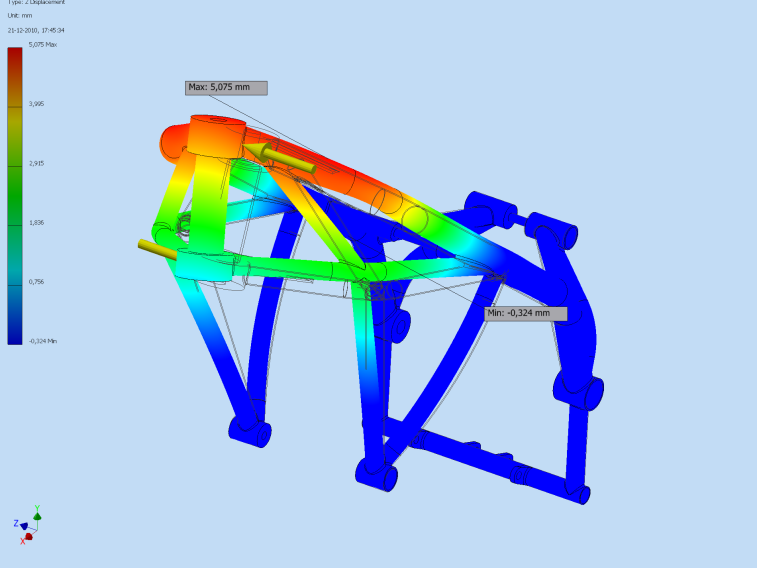 Type: Z Displacement
Unit: mm
21-12-2010, 17:45:34
5,075 Max
3,995
2,915
1,836
0,756
-0,324 Min
Max: 5,075 mm
Min: -0,324 mm
Y
Z
X